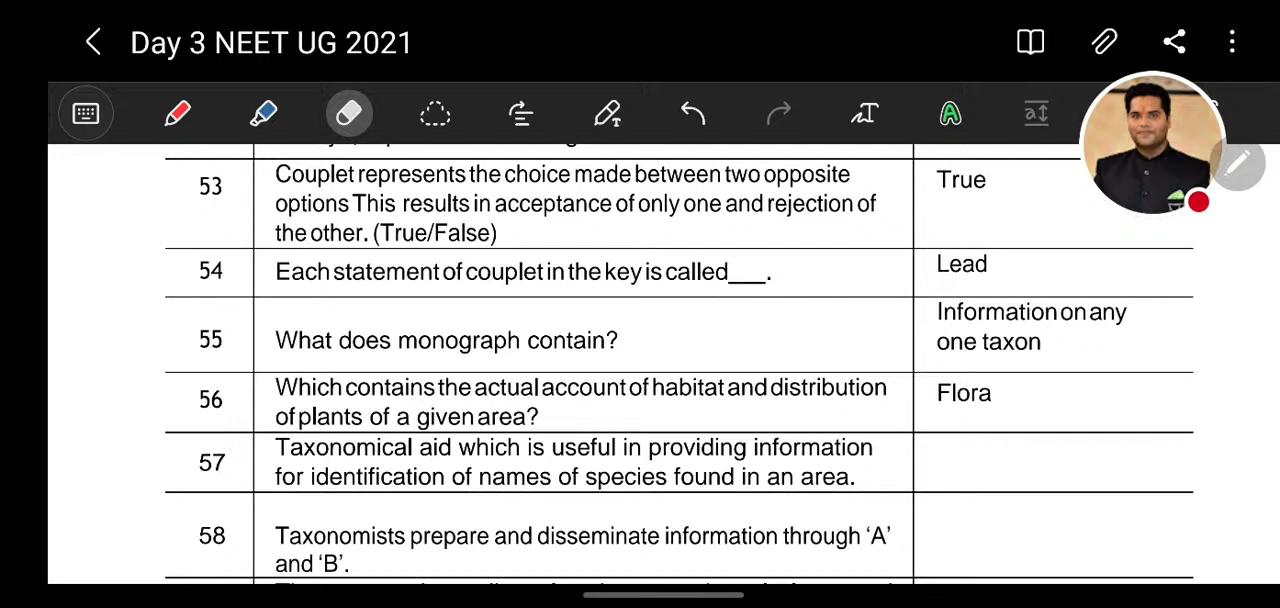 Day 3 NEET UG 2021
53
Couplet represents the choice made between two opposite
options This results in acceptance of only one and rejection of
the other. (True/False)
True
54
Each statement of couplet in the key is called___.
Lead
55
What does monograph contain?
Information on any
one taxon
56
Which contains the actual account of habitat and distribution
of plants of a given area?
Flora
57
Taxonomical aid which is useful in providing information
for identification of names of species found in an area.
58
Taxonomists prepare and disseminate information through ‘A’
and ‘B’.